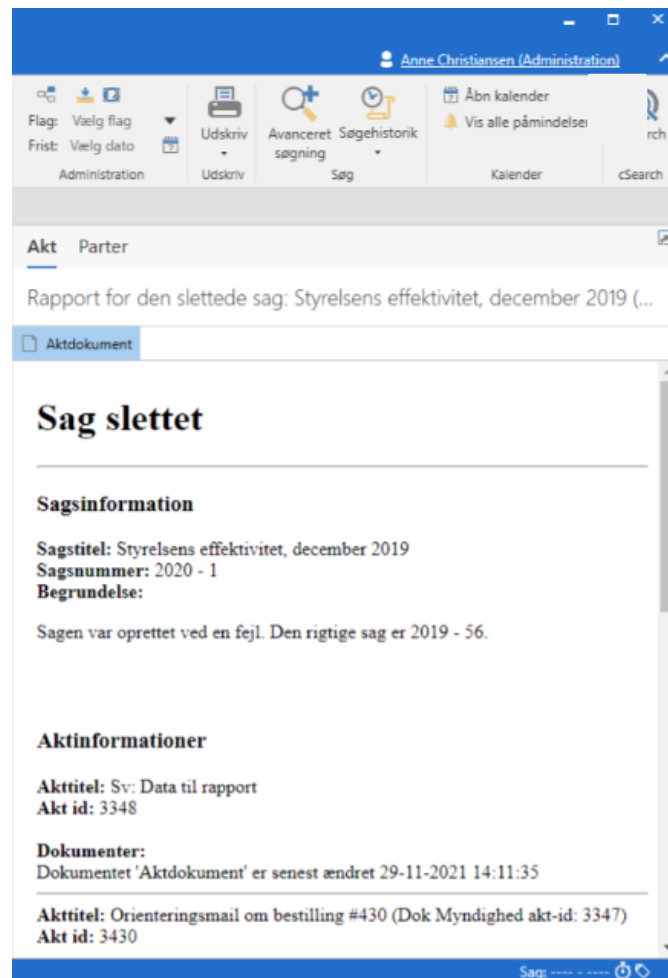 Anne Christiansen (Administration)
Flag: Vælg flag
Frist: Vælg dato
Administration
Udskriv
Udskriv
Avanceret søgning
Søgehistorik
Søg
Åbn kalender
Vis alle påmindelser
Kalender
rch
cSearch
Akt Parter
Rapport for den slettede sag: Styrelsens effektivitet, december 2019 (...
Aktdokument
Sag slettet
Sagsinformation
Sagstitel: Styrelsens effektivitet, december 2019
Sagsnummer: 2020 - 1
Begrundelse:
Sagen var oprettet ved en fejl. Den rigtige sag er 2019 - 56.
Aktinformationer
Akttitel: Sv: Data til rapport
Akt id: 3348
Dokumenter:
Dokumentet 'Aktdokument' er senest ændret 29-11-2021 14:11:35
Akttitel: Orienteringsmail om bestilling #430 (Dok Myndighed akt-id: 3347)
Akt id: 3430
Sag: ---- - ----